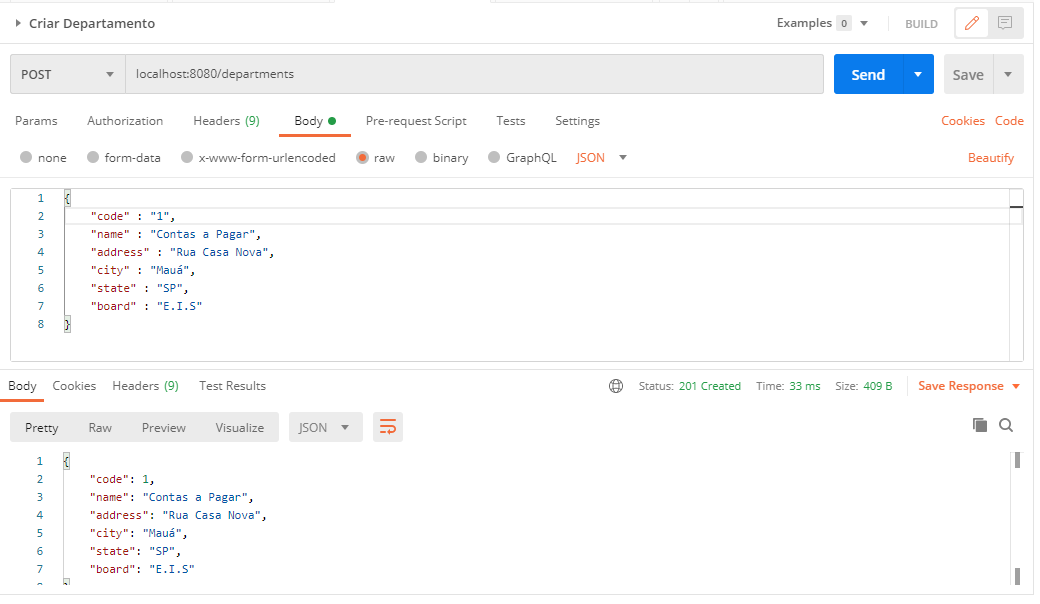 Criar Departamento
Examples 0 BUILD
POST localhost:8080/departments Send Save
Params Authorization Headers (9) Body Pre-request Script Tests Settings Cookies Code
none form-data x-www-form-urlencoded raw binary GraphQL JSON Beautify
1 {
2 "code" : "1",
3 "name" : "Contas a Pagar",
4 "address" : "Rua Casa Nova",
5 "city" : "Mauá",
6 "state" : "SP",
7 "board" : "E.I.S"
8 }
Body Cookies Headers (9) Test Results Status: 201 Created Time: 33 ms Size: 409 B Save Response
Pretty Raw Preview Visualize JSON
1 {
2 "code": 1,
3 "name": "Contas a Pagar",
4 "address": "Rua Casa Nova",
5 "city": "Mauá",
6 "state": "SP",
7 "board": "E.I.S"